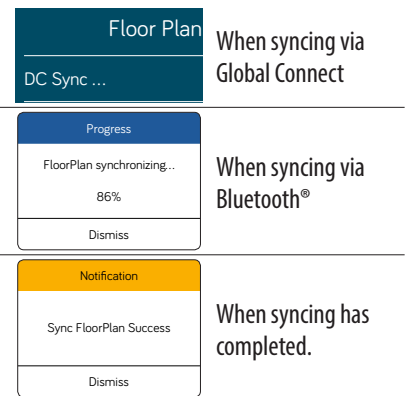 Floor Plan
DC Sync ...
When syncing via
Global Connect
Progress
FloorPlan synchronizing...
86%
Dismiss
When syncing via
Bluetooth®
Notification
Sync FloorPlan Success
Dismiss
When syncing has
completed.